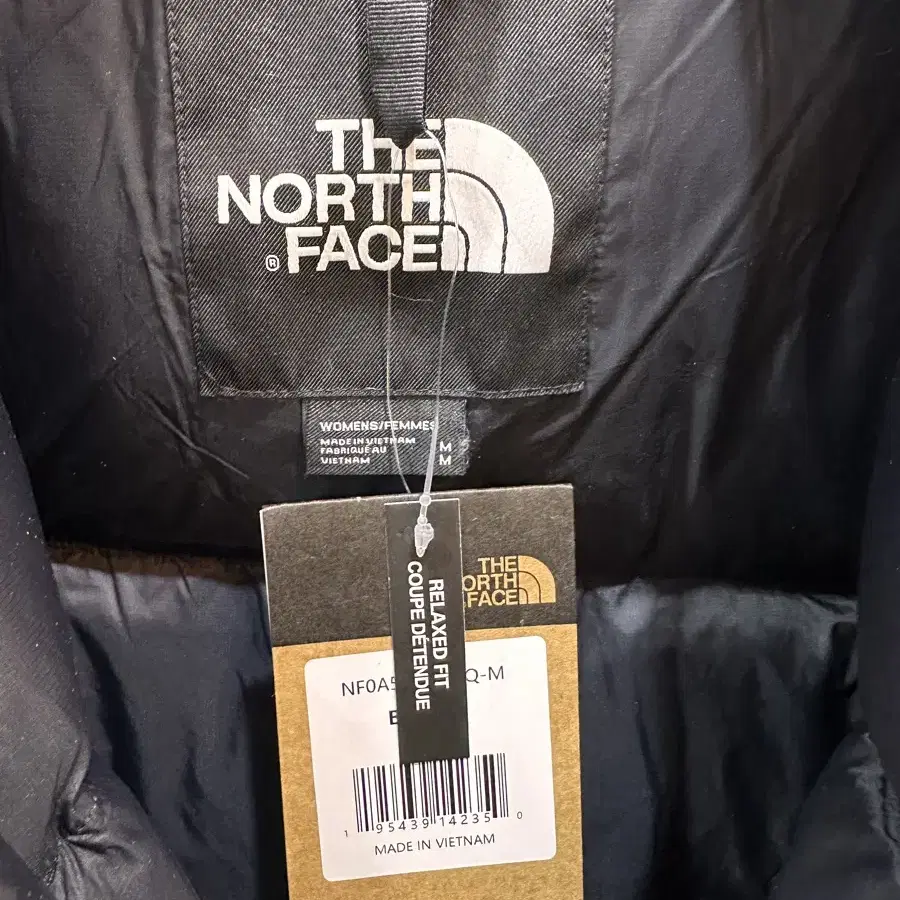 THE
NORTH
FACE
®
WOMENS/FEMMES
MADE IN VIETNAM
FABRIQUÉ AU
VIETNAM
M
M
THE
ORTH
FACE
RELAXED FIT
COUPE DÉTENDUE
NF0A5 Q-M
1 95439 14235 0
MADE IN VIETNAM